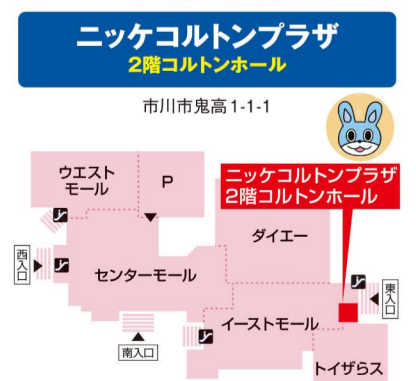 ニッケコルトンプラザ
2階コルトンホール
市川市鬼高1-1-1
ウエスト
モール
P
ニッケコルトンプラザ
2階コルトンホール
ダイエー
西入口
センターモール
東入口
イーストモール
南入口
トイザらス